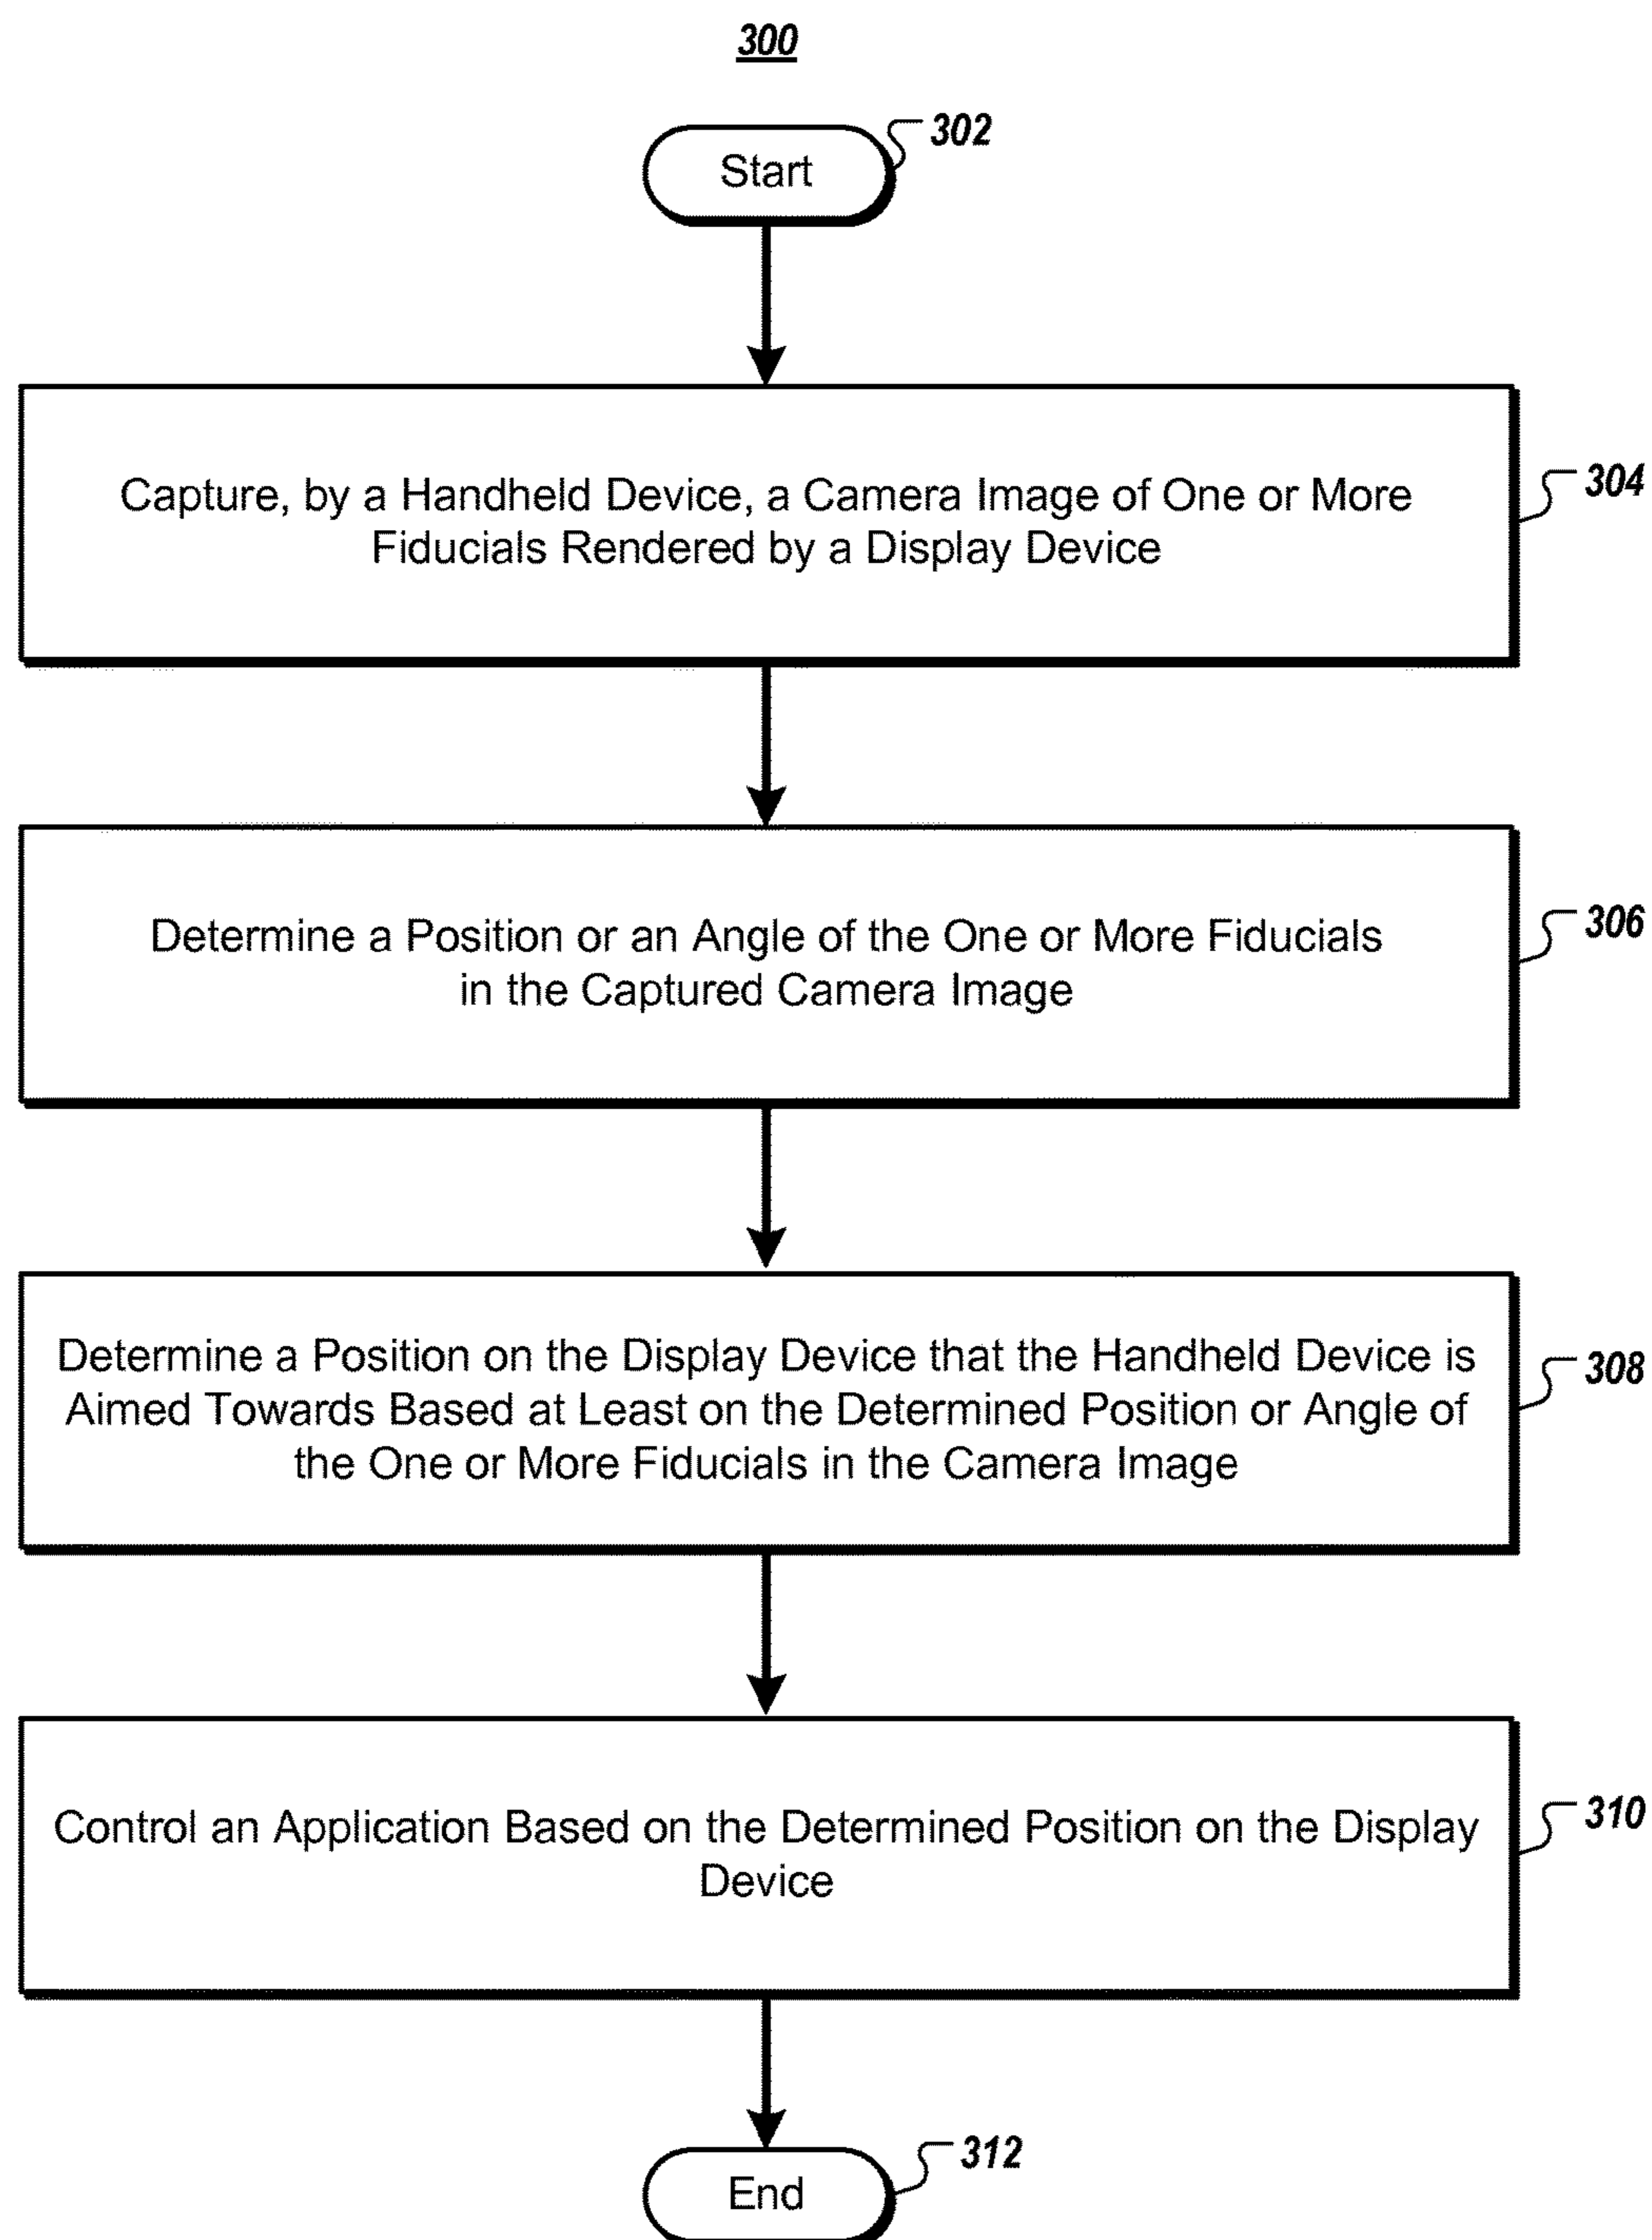 300
302
Start
Capture, by a Handheld Device, a Camera Image of One or More
Fiducials Rendered by a Display Device
304
Determine a Position or an Angle of the One or More Fiducials
in the Captured Camera Image
306
Determine a Position on the Display Device that the Handheld Device is
Aimed Towards Based at Least on the Determined Position or Angle of
the One or More Fiducials in the Camera Image
308
Control an Application Based on the Determined Position on the Display
Device
310
312
End